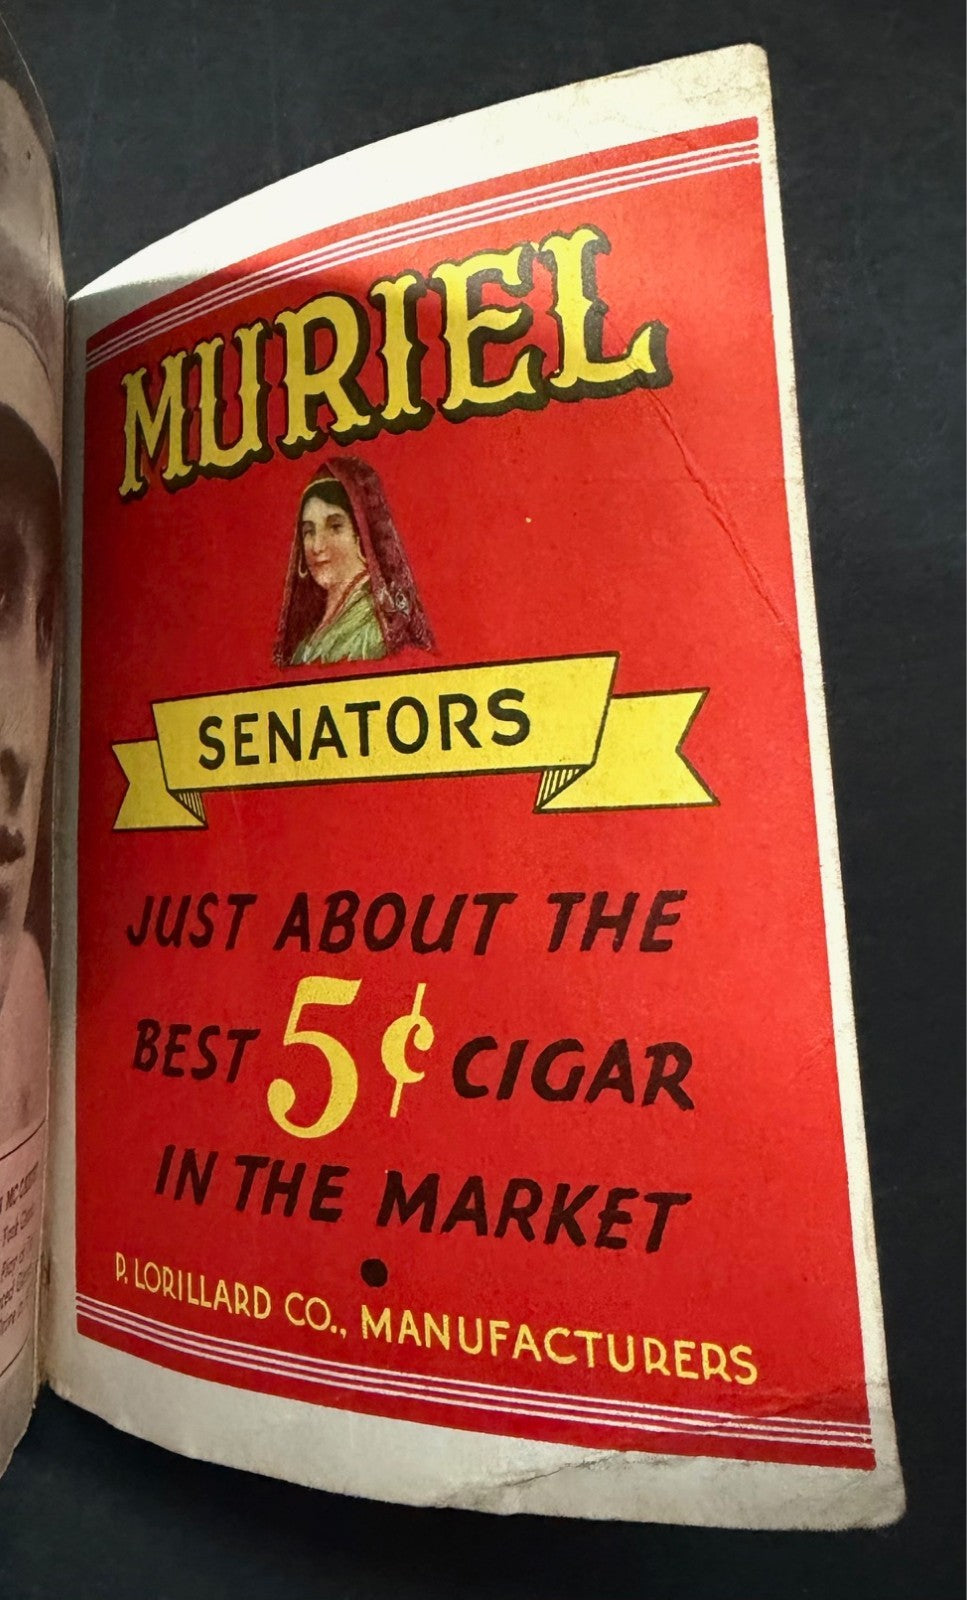 MURIEL
SENATORS
JUST ABOUT THE
BEST 5¢ CIGAR
IN THE MARKET
P. LORILLARD CO., MANUFACTURERS